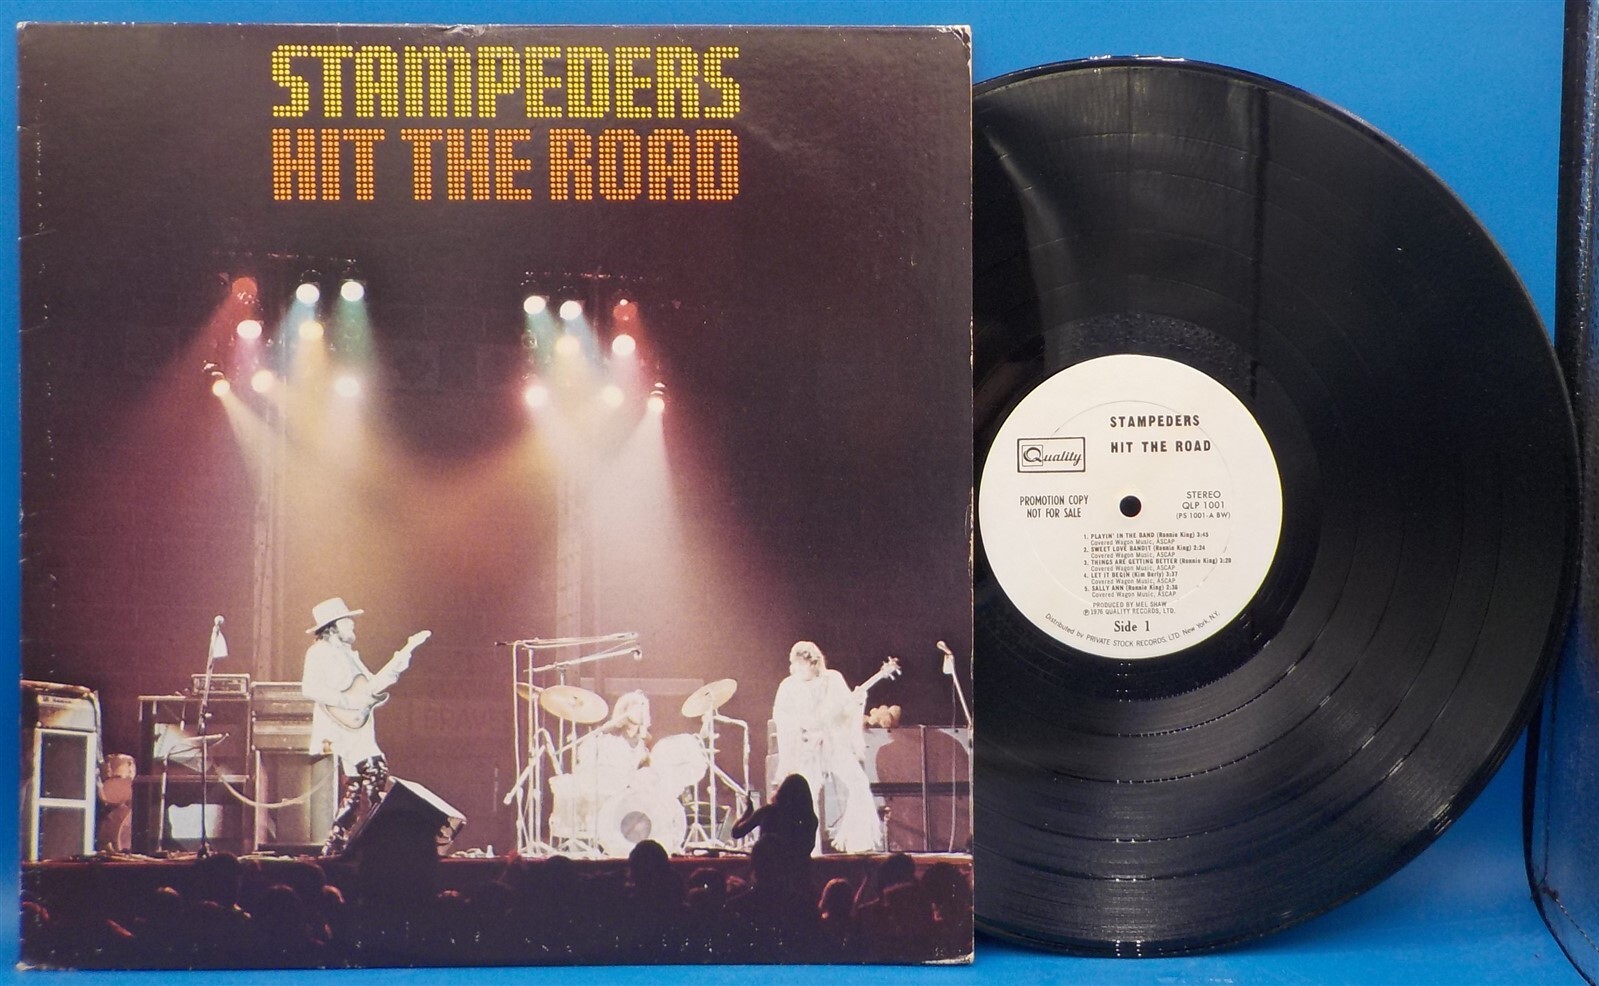 STAMPEDERS
HIT THE ROAD
STAMPEDERS
HIT THE ROAD
Quality
PROMOTION COPY
NOT FOR SALE
STEREO
QLP 1001
(PS 1001-A BW)
1. PLAYIN' IN THE BAND (Ronnie King) 3:45
Covered Wagon Music, ASCAP
2. SWEET LOVE BANDIT (Ronnie King) 2:24
Covered Wagon Music, ASCAP
3. THINGS ARE GETTING BETTER (Ronnie King) 3:20
Covered Wagon Music, ASCAP
4. LET IT BEGIN (Kim Berly) 3:37
Covered Wagon Music, ASCAP
5. SALLY ANN (Ronnie King) 2:36
Covered Wagon Music, ASCAP
PRODUCED BY MEL SHAW
℗ 1976 QUALITY RECORDS, LTD.
Side 1
Distributed by PRIVATE STOCK RECORDS, LTD. New York, N.Y.